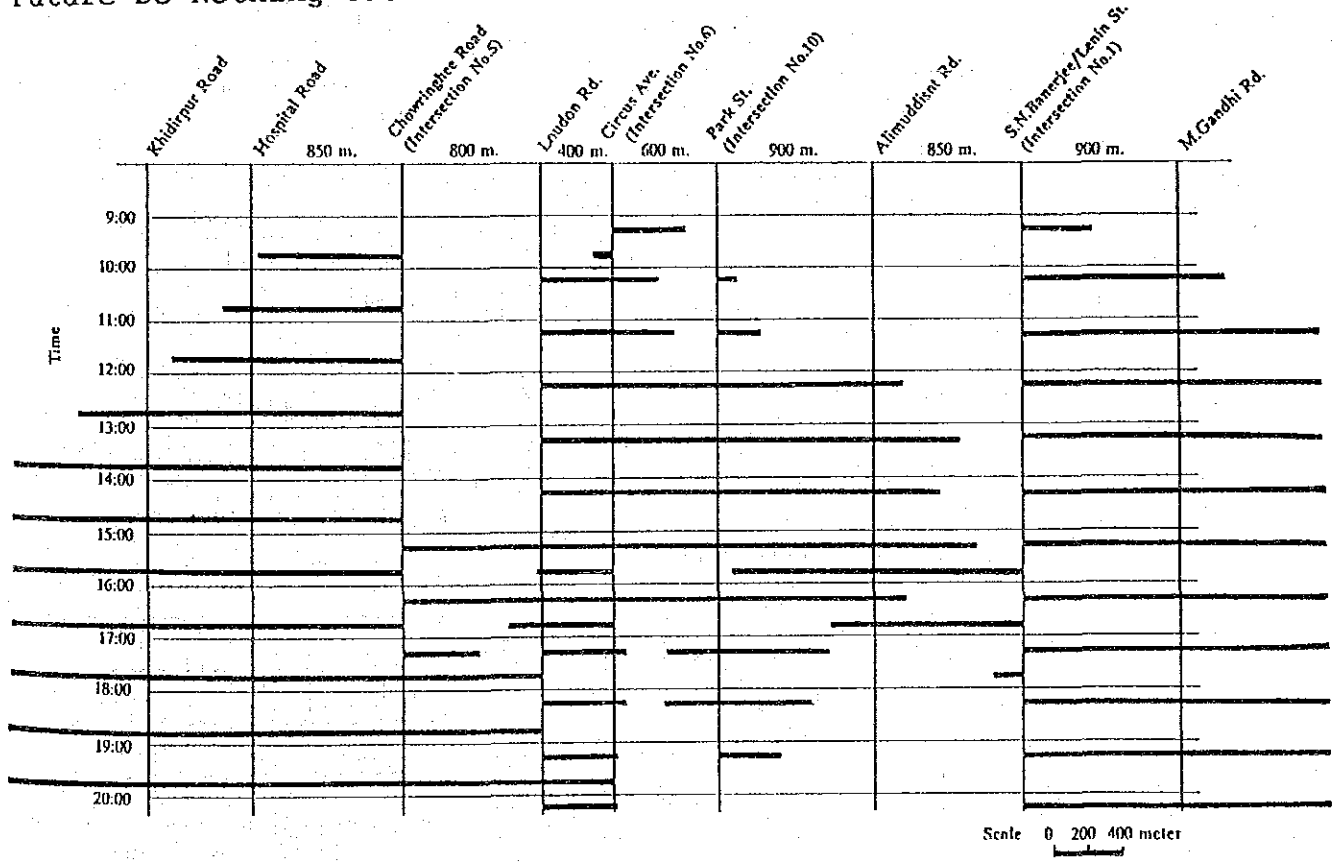 Khidirpur Road
Hospital Road
Chowringhee Road
(Intersection No.5)
Loudon Rd.
Circus Ave.
(Intersection No.6)
Park St.
(Intersection No.10)
Alimuddisnt Rd.
S.N.Banerjee/Lenin St.
(Intersection No.1)
M.Gandhi Rd.
850 m. 800 m. 400 m. 600 m. 900 m. 850 m. 900 m.
Time
9:00
10:00
11:00
12:00
13:00
14:00
15:00
16:00
17:00
18:00
19:00
20:00
Scale 0 200 400 meter